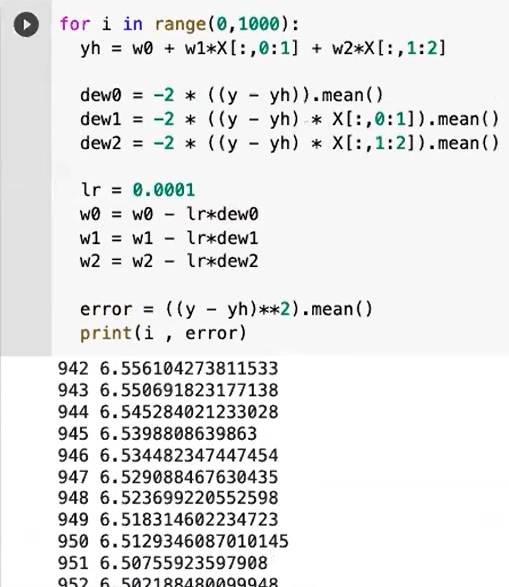 for i in range(0,1000):
yh = w0 + w1*X[:,0:1] + w2*X[:,1:2]
dew0 = -2 * ((y - yh)).mean()
dew1 = -2 * ((y - yh) * X[:,0:1]).mean()
dew2 = -2 * ((y - yh) * X[:,1:2]).mean()
lr = 0.0001
w0 = w0 - lr*dew0
w1 = w1 - lr*dew1
w2 = w2 - lr*dew2
error = ((y - yh)**2).mean()
print(i , error)
942 6.556104273811533
943 6.550691823177138
944 6.545284021233028
945 6.5398808639863
946 6.534482347447454
947 6.529088467630435
948 6.523699220552598
949 6.518314602234723
950 6.5129346087010145
951 6.50755923597908
952 6.502188480099948